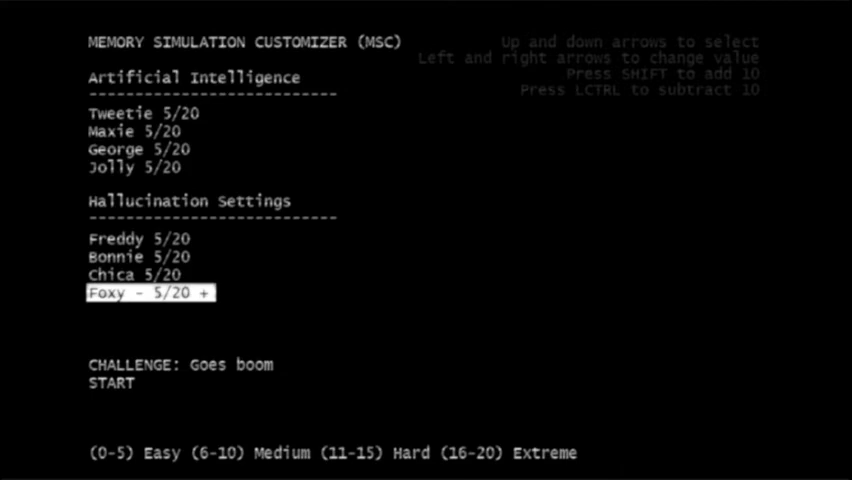 MEMORY SIMULATION CUSTOMIZER (MSC)
Up and down arrows to select
Left and right arrows to change value
Press SHIFT to add 10
Press LCTRL to subtract 10
Artificial Intelligence
----------------------------
Tweetie 5/20
Maxie 5/20
George 5/20
Jolly 5/20
Hallucination Settings
----------------------------
Freddy 5/20
Bonnie 5/20
Chica 5/20
Foxy - 5/20 +
CHALLENGE: Goes boom
START
(0-5) Easy (6-10) Medium (11-15) Hard (16-20) Extreme